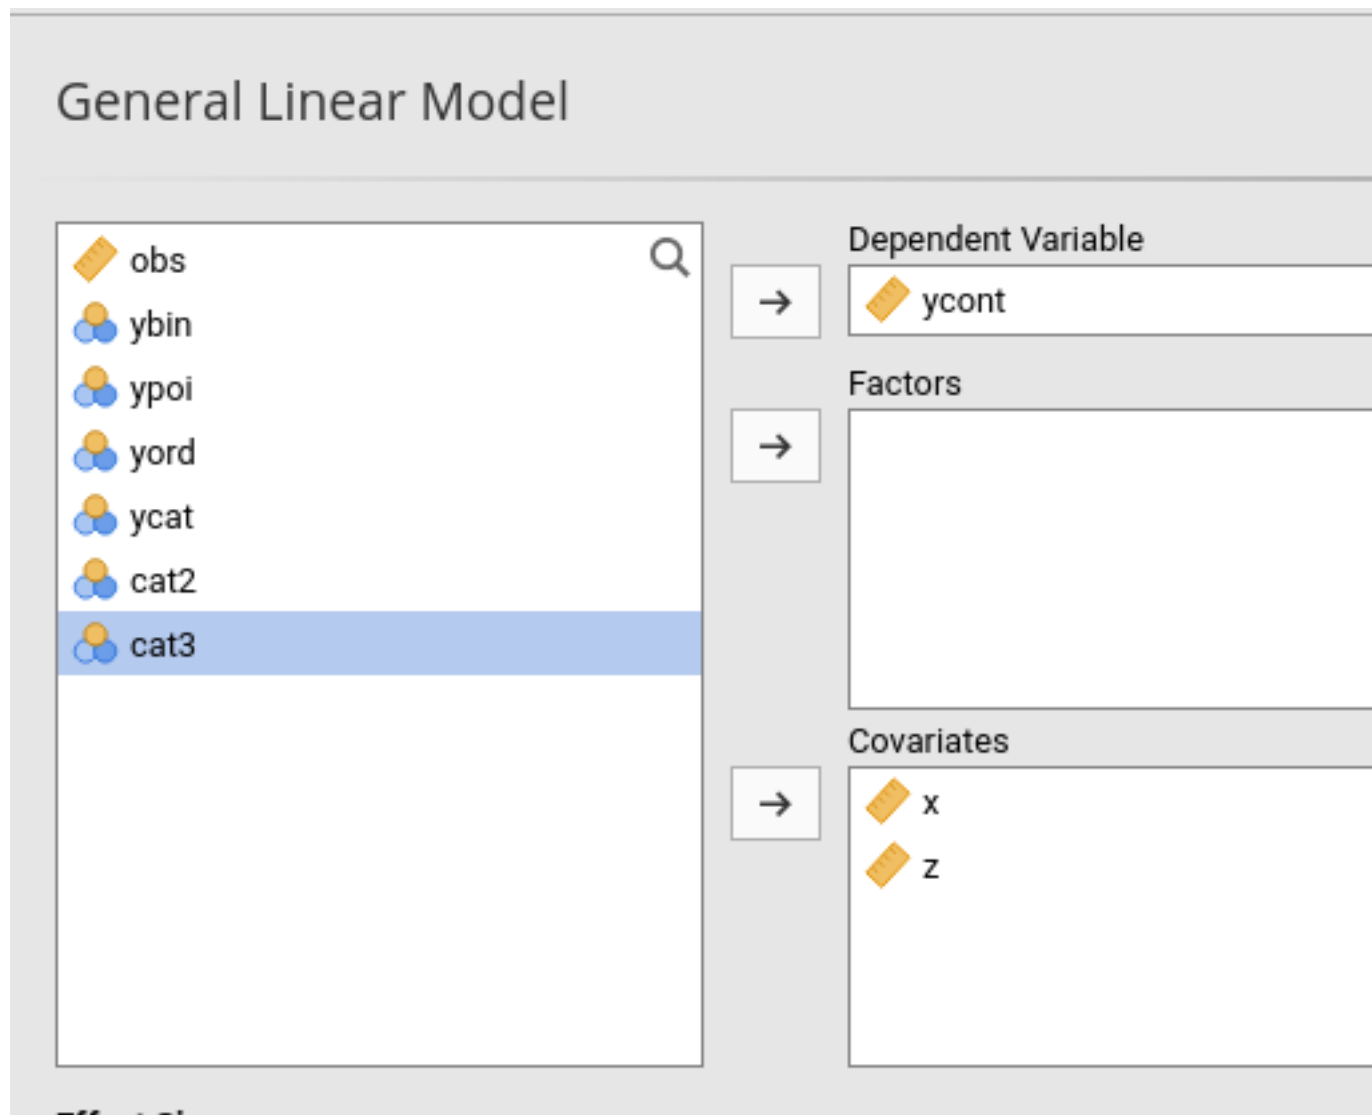 General Linear Model
obs
ybin
ypoi
yord
ycat
cat2
cat3
Dependent Variable
ycont
Factors
Covariates
x
z